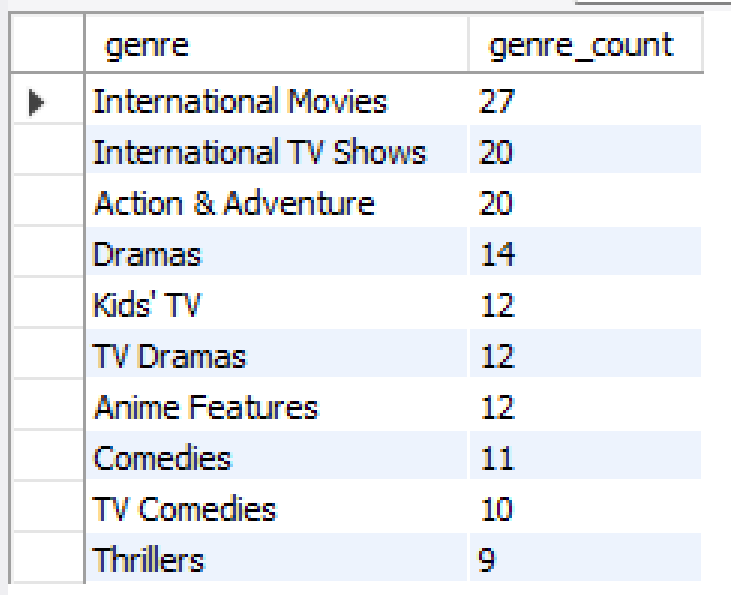 genre genre_count
International Movies 27
International TV Shows 20
Action & Adventure 20
Dramas 14
Kids' TV 12
TV Dramas 12
Anime Features 12
Comedies 11
TV Comedies 10
Thrillers 9